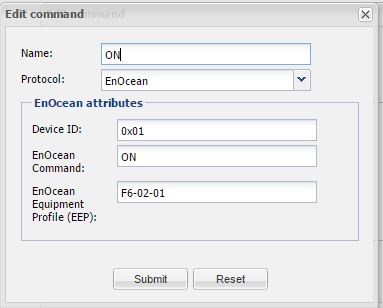 Edit command
Name:
ON
Protocol:
EnOcean
EnOcean attributes
Device ID:
0x01
EnOcean
Command:
ON
EnOcean
Equipment
Profile (EEP):
F6-02-01
Submit
Reset